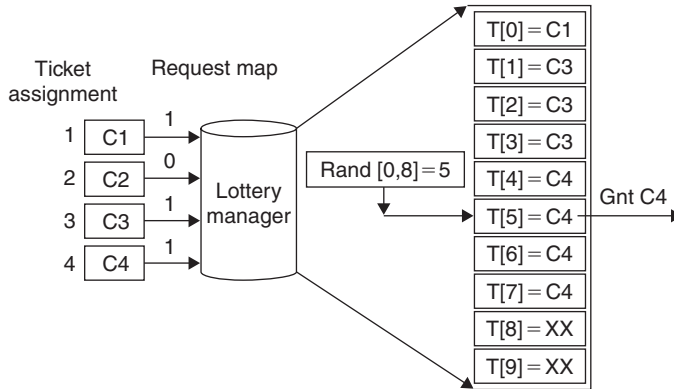 Ticket
assignment
Request map
1 C1 1
2 C2 0
3 C3 1
4 C4 1
Lottery
manager
Rand [0,8]=5
T[0]=C1
T[1]=C3
T[2]=C3
T[3]=C3
T[4]=C4
T[5]=C4
T[6]=C4
T[7]=C4
T[8]=XX
T[9]=XX
Gnt C4